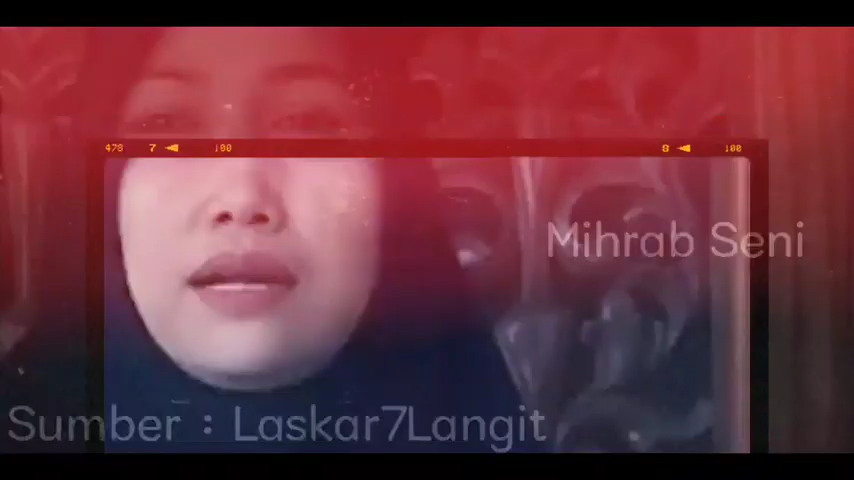 478 7 ◄ 100 8 ◄ 100
Mihrab Seni
Sumber : Laskar7Langit